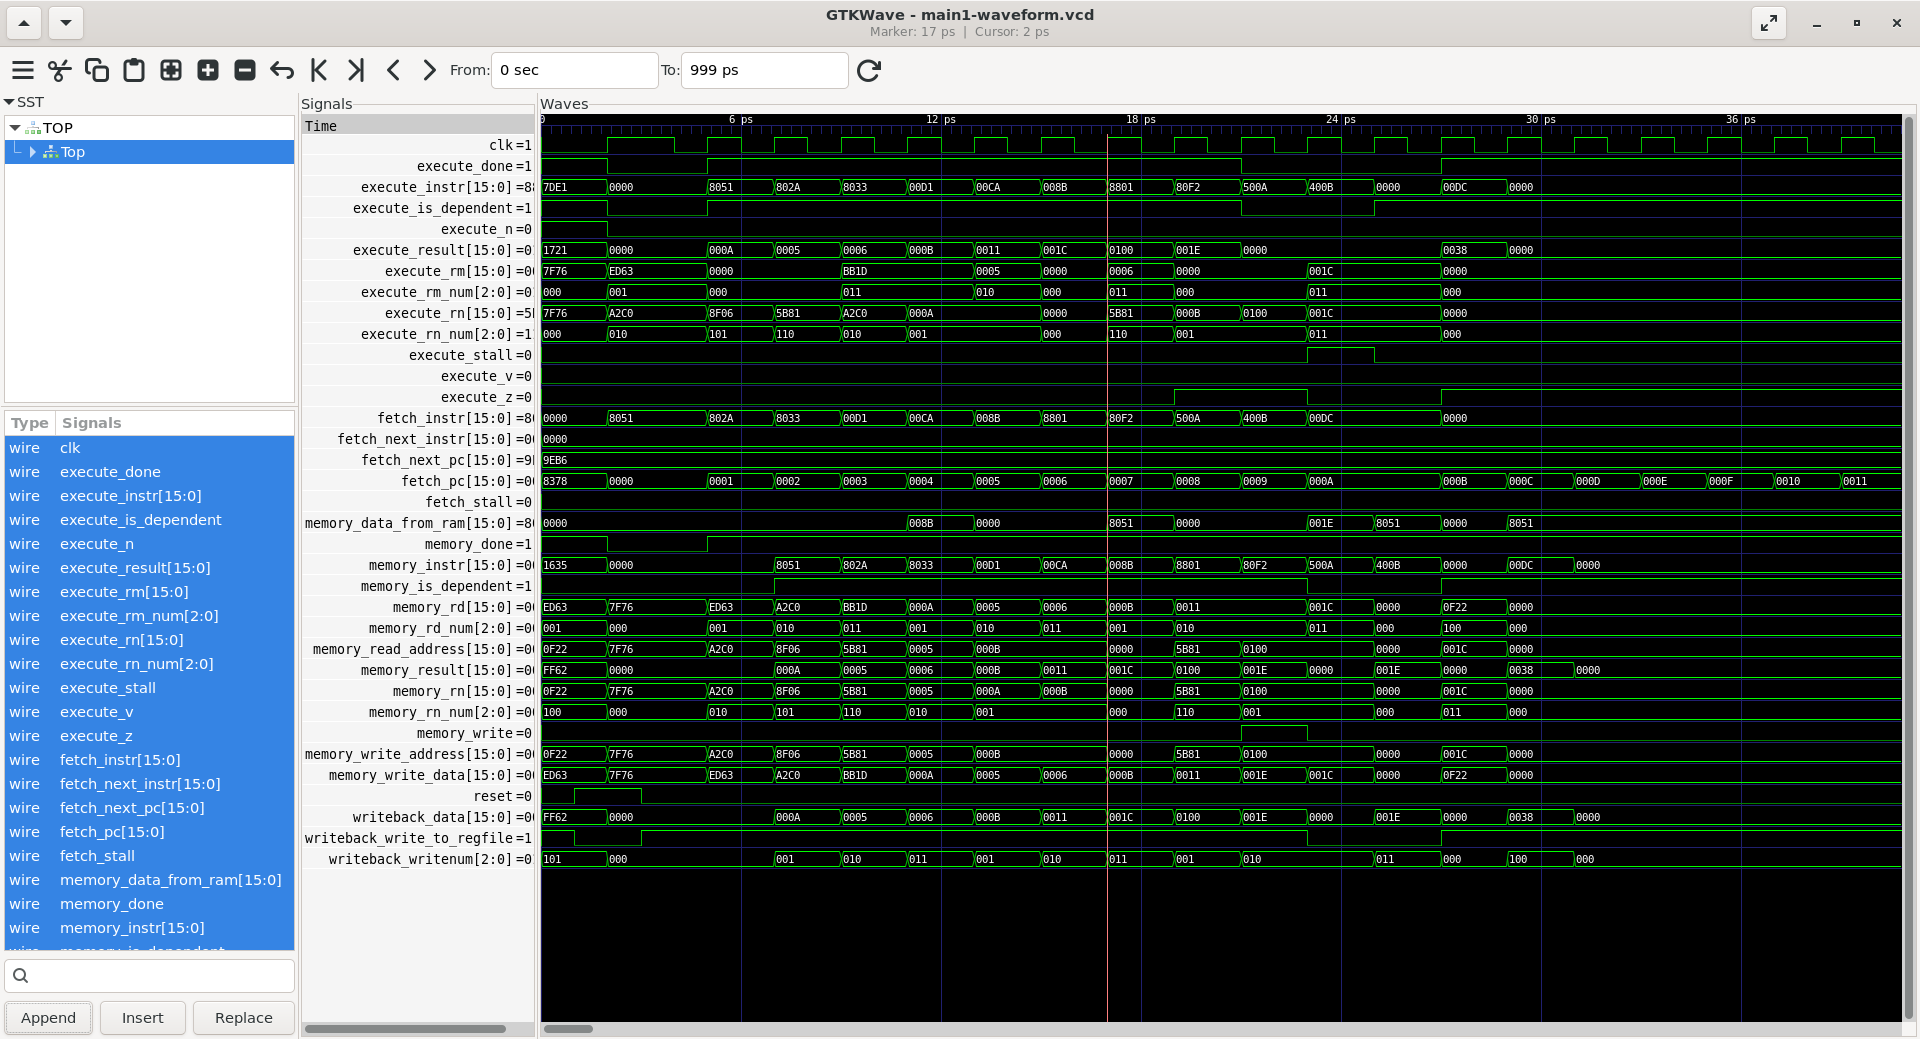 GTKWave - main1-waveform.vcd
Marker: 17 ps | Cursor: 2 ps
From: 0 sec To: 999 ps
SST
TOP
Top
Type Signals
wire clk
wire execute_done
wire execute_instr[15:0]
wire execute_is_dependent
wire execute_n
wire execute_result[15:0]
wire execute_rm[15:0]
wire execute_rm_num[2:0]
wire execute_rn[15:0]
wire execute_rn_num[2:0]
wire execute_stall
wire execute_v
wire execute_z
wire fetch_instr[15:0]
wire fetch_next_instr[15:0]
wire fetch_next_pc[15:0]
wire fetch_pc[15:0]
wire fetch_stall
wire memory_data_from_ram[15:0]
wire memory_done
wire memory_instr[15:0]
wire memory_is_dependent
Append Insert Replace
Signals
Waves
Time 0 6 ps 12 ps 18 ps 24 ps 30 ps 36 ps
clk =1
execute_done =1
execute_instr[15:0] =8 7DE1 0000 8051 802A 8033 00D1 00CA 008B 8801 80F2 500A 400B 0000 00DC 0000
execute_is_dependent =1
execute_n =0
execute_result[15:0] =0 1721 0000 000A 0005 0006 000B 0011 001C 0100 001E 0000 0038 0000
execute_rm[15:0] =0 7F76 ED63 0000 BB1D 0005 0000 0006 0000 001C 0000
execute_rm_num[2:0] =0 000 001 000 011 010 000 011 000 011 000
execute_rn[15:0] =5 7F76 A2C0 8F06 5B81 A2C0 000A 0000 5B81 000B 0100 001C 0000
execute_rn_num[2:0] =1 000 010 101 110 010 001 000 110 001 011 000
execute_stall =0
execute_v =0
execute_z =0
fetch_instr[15:0] =8 0000 8051 802A 8033 00D1 00CA 008B 8801 80F2 500A 400B 00DC 0000
fetch_next_instr[15:0] =0 0000
fetch_next_pc[15:0] =9 9EB6
fetch_pc[15:0] =0 8378 0000 0001 0002 0003 0004 0005 0006 0007 0008 0009 000A 000B 000C 000D 000E 000F 0010 0011
fetch_stall =0
memory_data_from_ram[15:0] =8 0000 008B 0000 8051 0000 001E 8051 0000 8051
memory_done =1
memory_instr[15:0] =0 1635 0000 8051 802A 8033 00D1 00CA 008B 8801 80F2 500A 400B 0000 00DC 0000
memory_is_dependent =1
memory_rd[15:0] =0 ED63 7F76 ED63 A2C0 BB1D 000A 0005 0006 000B 0011 001C 0000 0F22 0000
memory_rd_num[2:0] =0 001 000 001 010 011 001 010 011 001 010 011 000 100 000
memory_read_address[15:0] =0 0F22 7F76 A2C0 8F06 5B81 0005 000B 0000 5B81 0100 0000 001C 0000
memory_result[15:0] =0 FF62 0000 000A 0005 0006 000B 0011 001C 0100 001E 0000 001E 0000 0038 0000
memory_rn[15:0] =0 0F22 7F76 A2C0 8F06 5B81 0005 000A 000B 0000 5B81 0100 0000 001C 0000
memory_rn_num[2:0] =0 100 000 010 101 110 010 001 000 110 001 000 011 000
memory_write =0
memory_write_address[15:0] =0 0F22 7F76 A2C0 8F06 5B81 0005 000B 0000 5B81 0100 0000 001C 0000
memory_write_data[15:0] =0 ED63 7F76 ED63 A2C0 BB1D 000A 0005 0006 000B 0011 001E 001C 0000 0F22 0000
reset =0
writeback_data[15:0] =0 FF62 0000 000A 0005 0006 000B 0011 001C 0100 001E 0000 001E 0000 0038 0000
writeback_write_to_regfile =1
writeback_writenum[2:0] =0 101 000 001 010 011 001 010 011 001 010 011 000 100 000